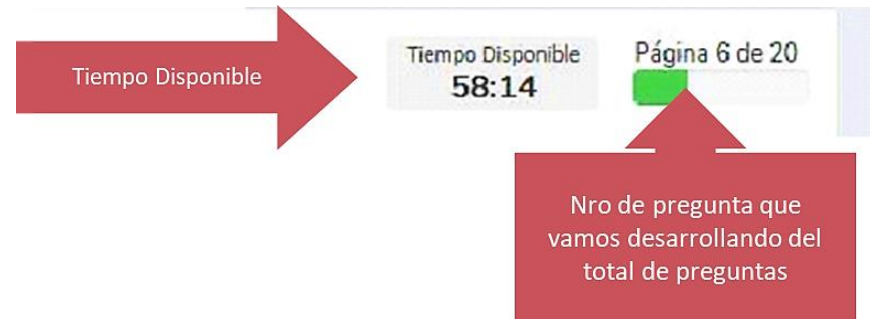 Tiempo Disponible
Tiempo Disponible
58:14
Página 6 de 20
Nro de pregunta que
vamos desarrollando del
total de preguntas